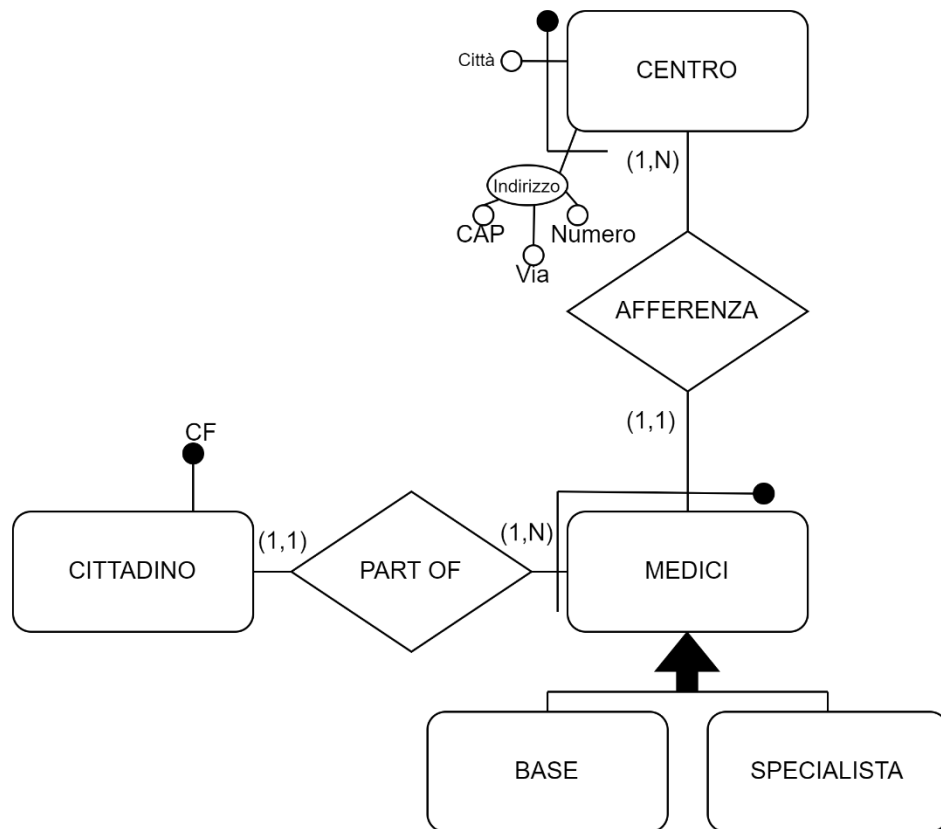 CENTRO
Città
(1,N)
Indirizzo
CAP
Numero
Via
AFFERENZA
(1,1)
CF
(1,1)
(1,N)
CITTADINO
PART OF
MEDICI
BASE
SPECIALISTA